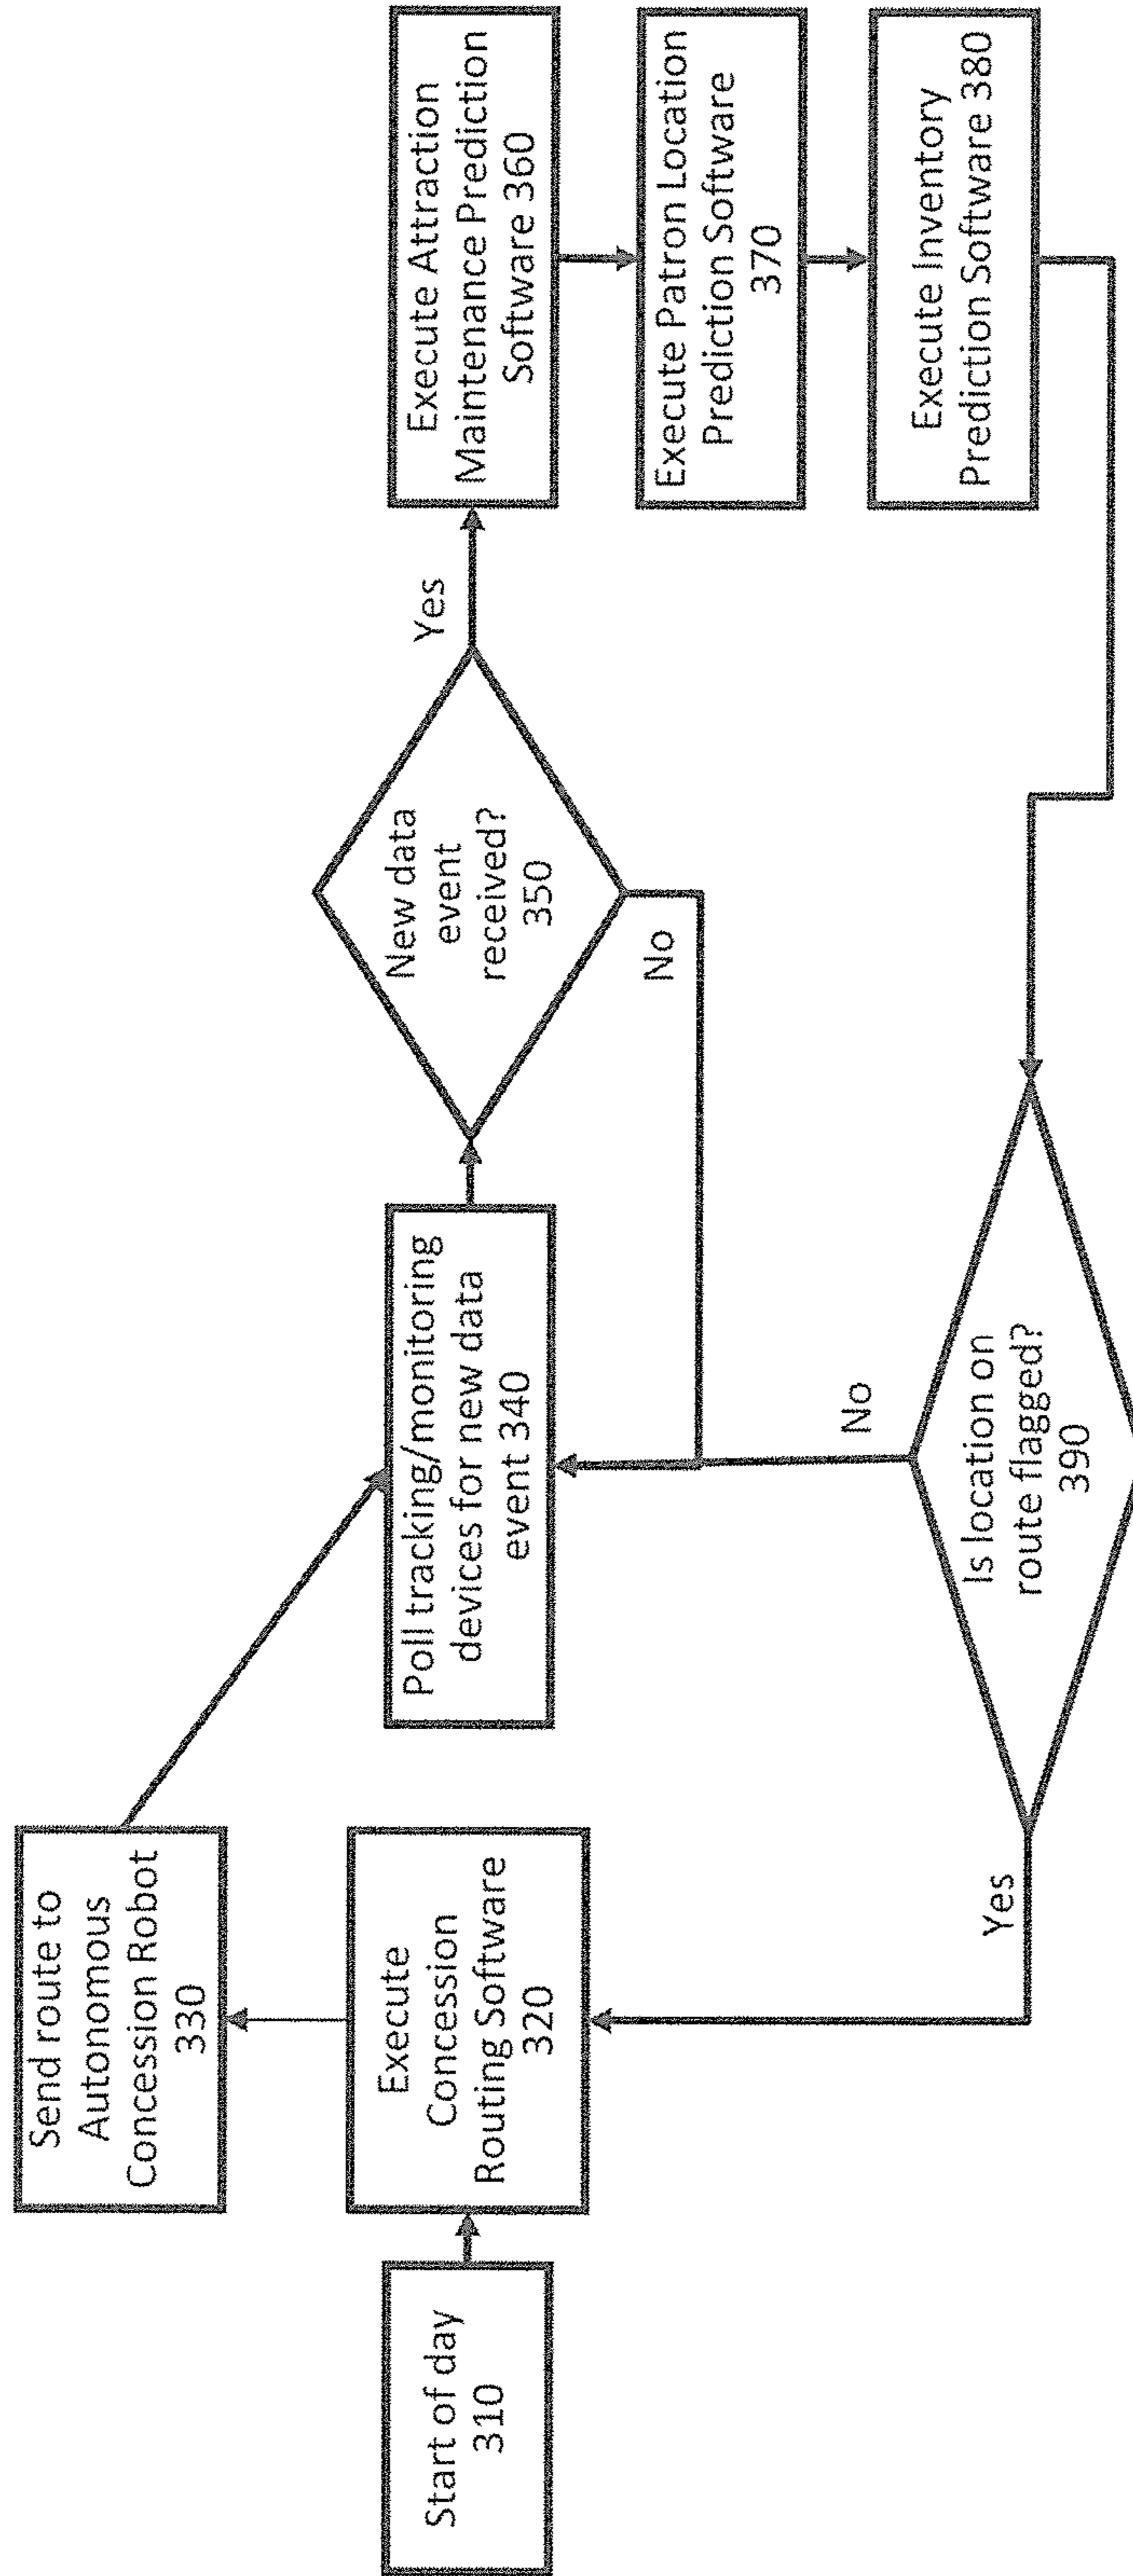 Start of day
310
Execute
Concession
Routing Software
320
Send route to
Autonomous
Concession Robot
330
Poll tracking/monitoring
devices for new data
event 340
New data
event
received?
350
Yes
No
Execute Attraction
Maintenance Prediction
Software 360
Execute Patron Location
Prediction Software
370
Execute Inventory
Prediction Software 380
Is location on
route flagged?
390
No
Yes